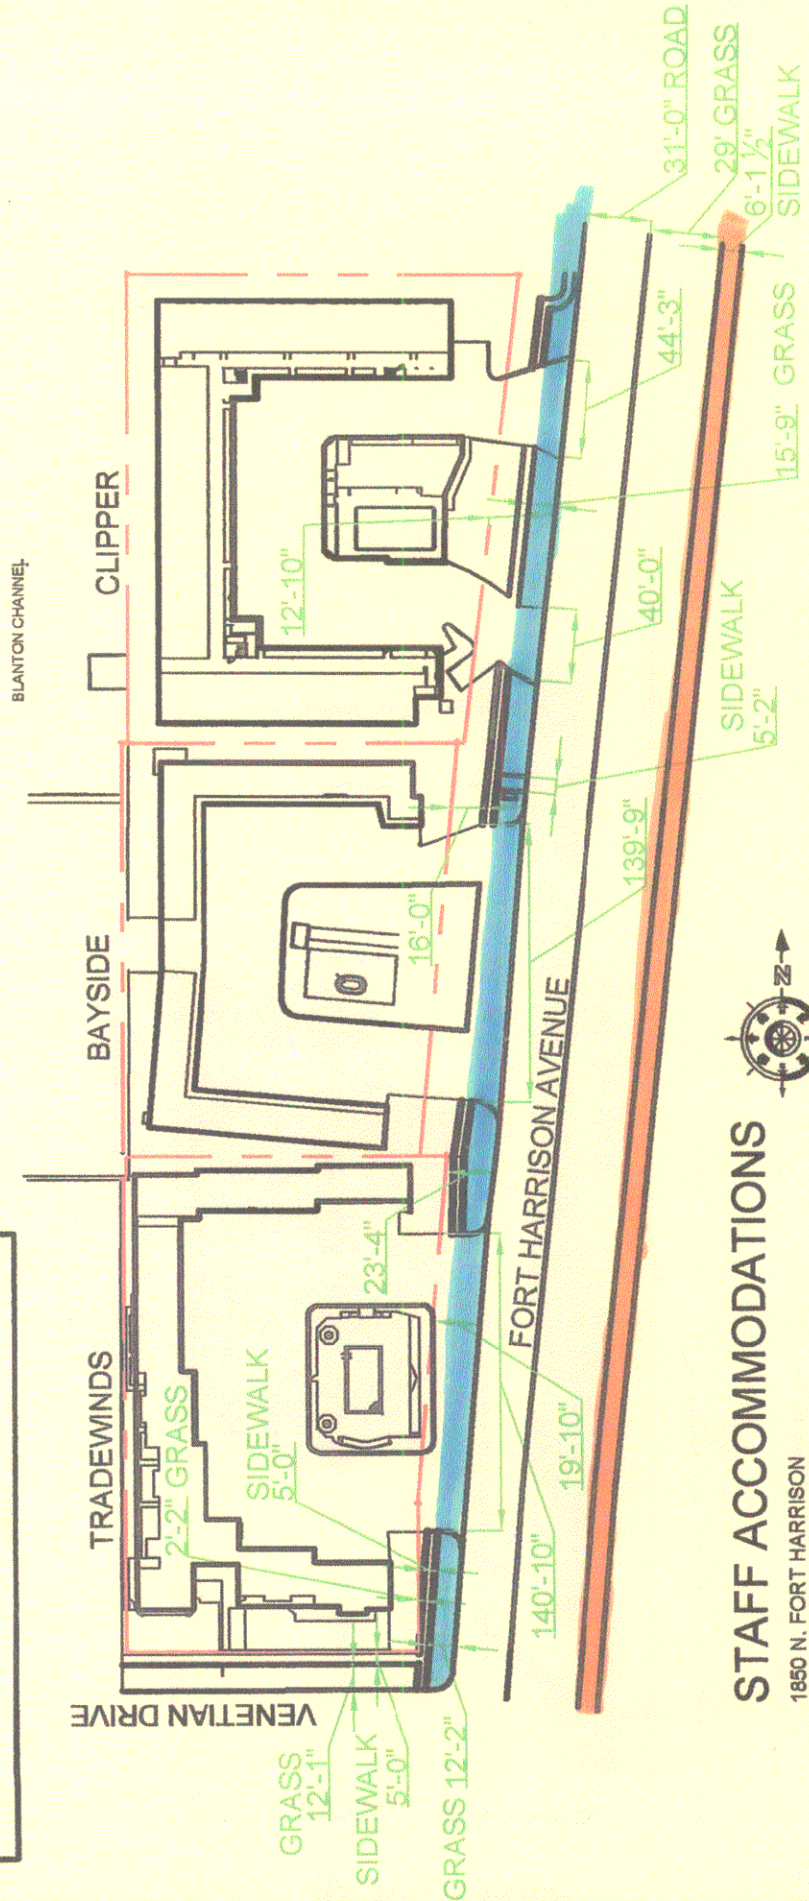 BLANTON CHANNEL
TRADEWINDS
BAYSIDE
CLIPPER
VENETIAN DRIVE
2'-2" GRASS
SIDEWALK
5'-0"
GRASS
12'-1"
SIDEWALK
5'-0"
GRASS 12'-2"
23'-4"
16'-0"
12'-10"
140'-10"
19'-10"
FORT HARRISON AVENUE
139'-9"
SIDEWALK
5'-2"
40'-0"
44'-3"
15'-9" GRASS
31'-0" ROAD
29' GRASS
6'-1 ½"
SIDEWALK
N
STAFF ACCOMMODATIONS
1850 N. FORT HARRISON